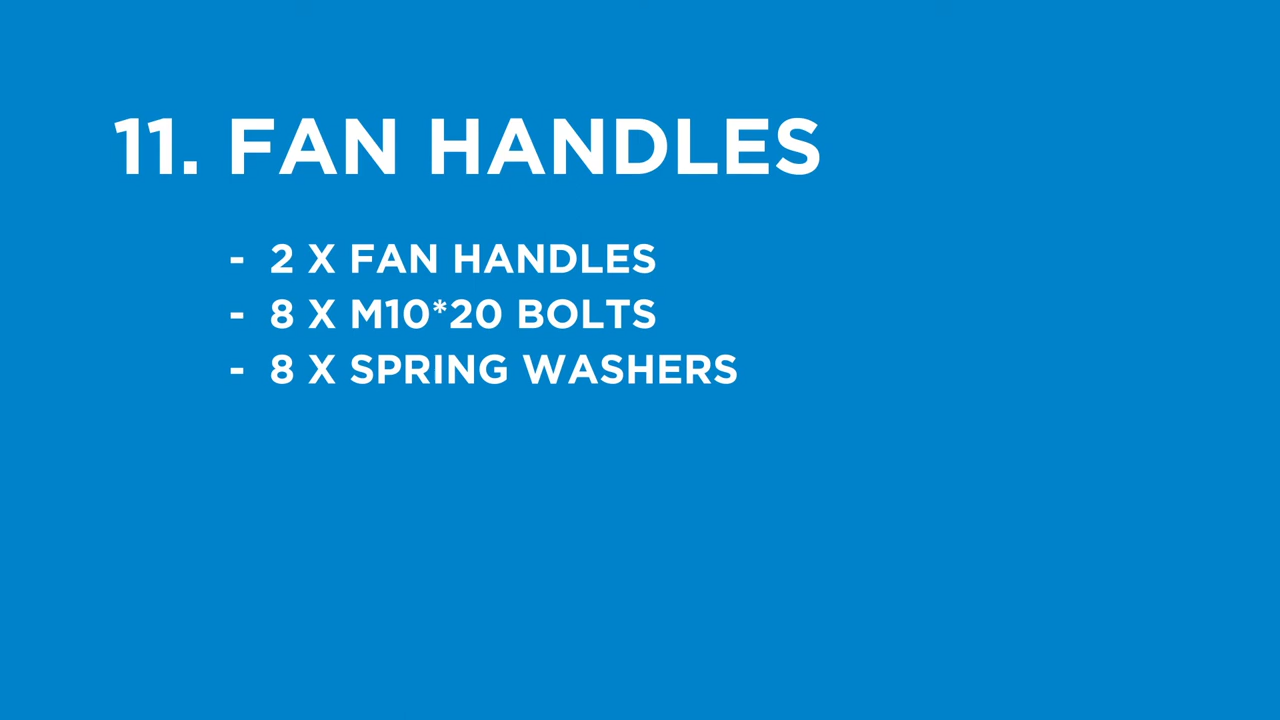 11. FAN HANDLES
- 2 X FAN HANDLES
- 8 X M10*20 BOLTS
- 8 X SPRING WASHERS